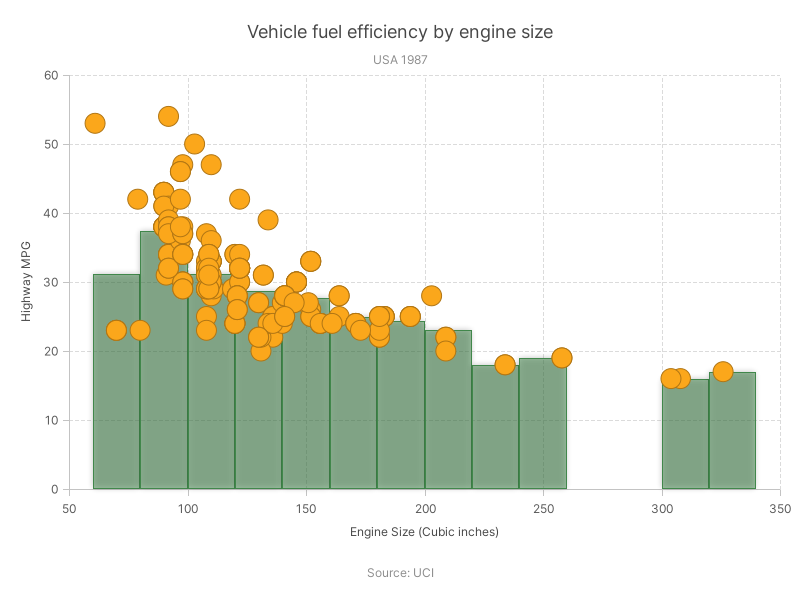 Vehicle fuel efficiency by engine size
USA 1987
60
50
40
30
20
10
0
Highway MPG
50 100 150 200 250 300 350
Engine Size (Cubic inches)
Source: UCI